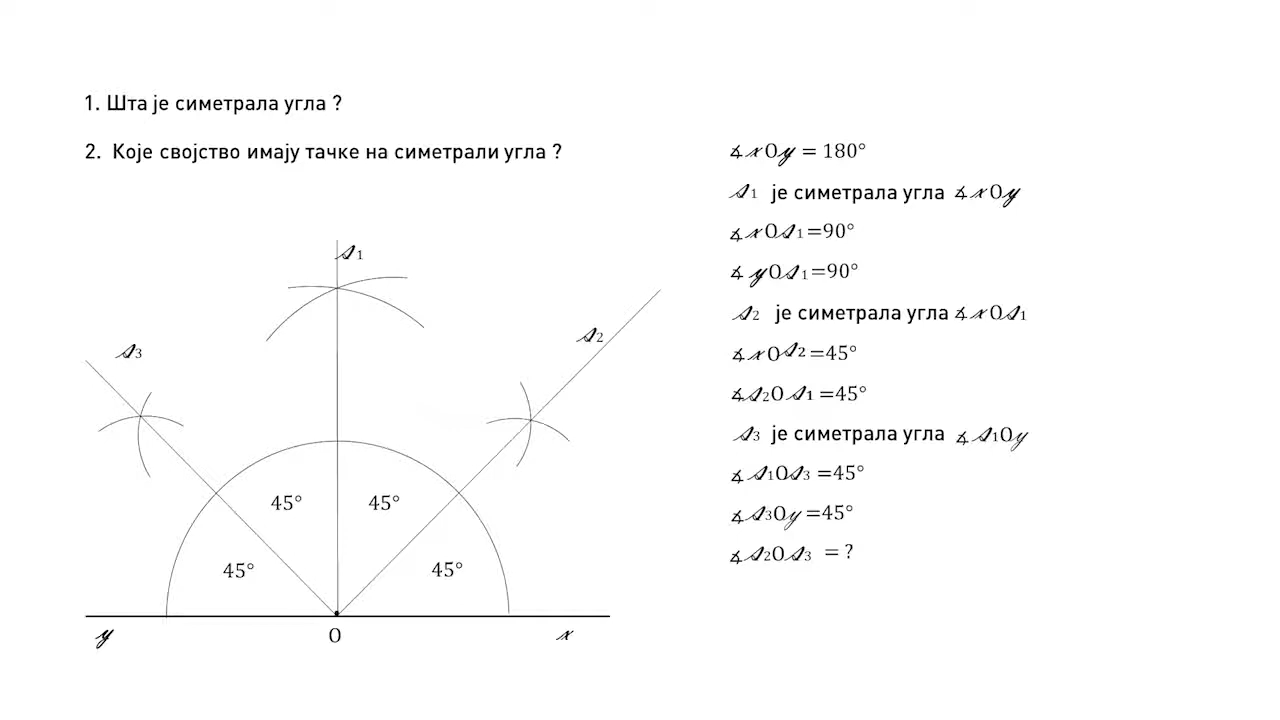 1. Шта је симетрала угла ?
2. Које својство имају тачке на симетрали угла ?
∡xOy = 180°
s1 је симетрала угла ∡xOy
∡xOs1 =90°
∡yOs1 =90°
s2 је симетрала угла ∡xOs1
∡xOs2 =45°
∡s2Os1 =45°
s3 је симетрала угла ∡s1Oy
∡s1Os3 =45°
∡s3Oy =45°
∡s2Os3 = ?
s1
s2
s3
45°
45°
45°
45°
y
O
x